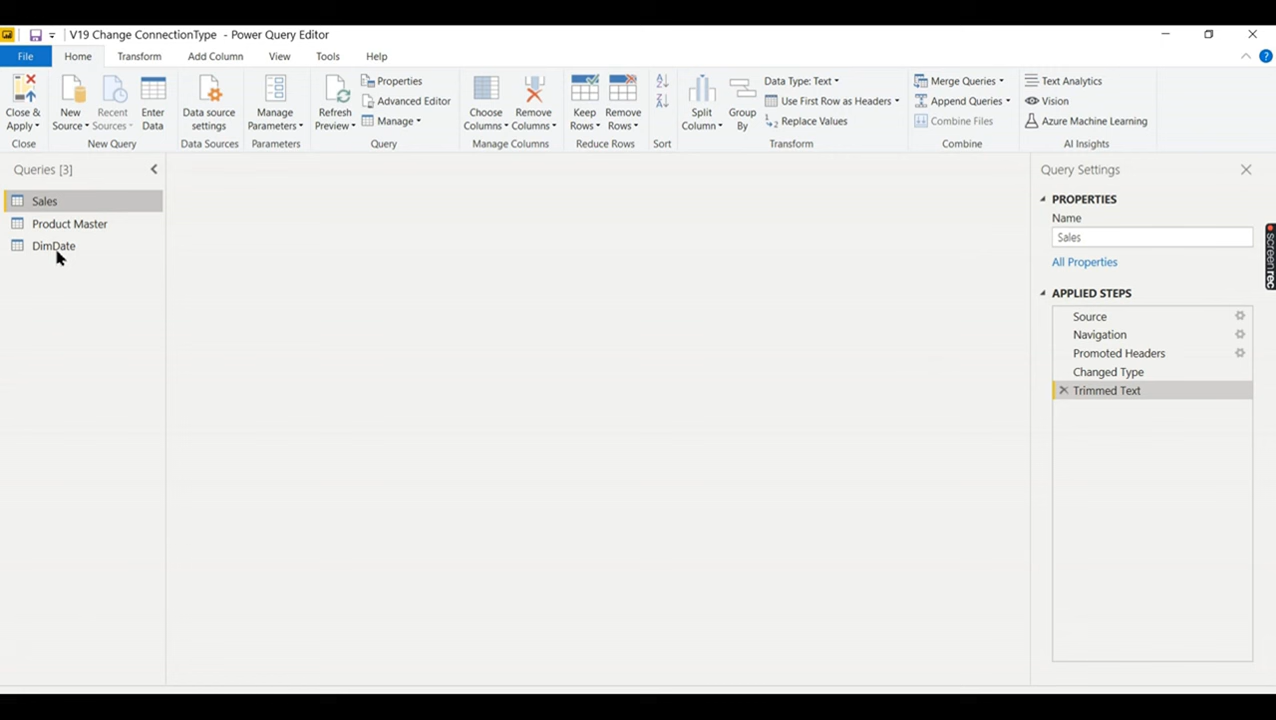 V19 Change ConnectionType - Power Query Editor
File Home Transform Add Column View Tools Help
Close & Apply
New Source
Recent Sources
Enter Data
Data source settings
Manage Parameters
Refresh Preview
Properties
Advanced Editor
Manage
Choose Columns
Remove Columns
Keep Rows
Remove Rows
Split Column
Group By
Data Type: Text
Use First Row as Headers
Replace Values
Merge Queries
Append Queries
Combine Files
Text Analytics
Vision
Azure Machine Learning
Close New Query Data Sources Parameters Query Manage Columns Reduce Rows Sort Transform Combine AI Insights
Queries [3]
Sales
Product Master
DimDate
Query Settings
PROPERTIES
Name
Sales
All Properties
APPLIED STEPS
Source
Navigation
Promoted Headers
Changed Type
Trimmed Text
screenrec